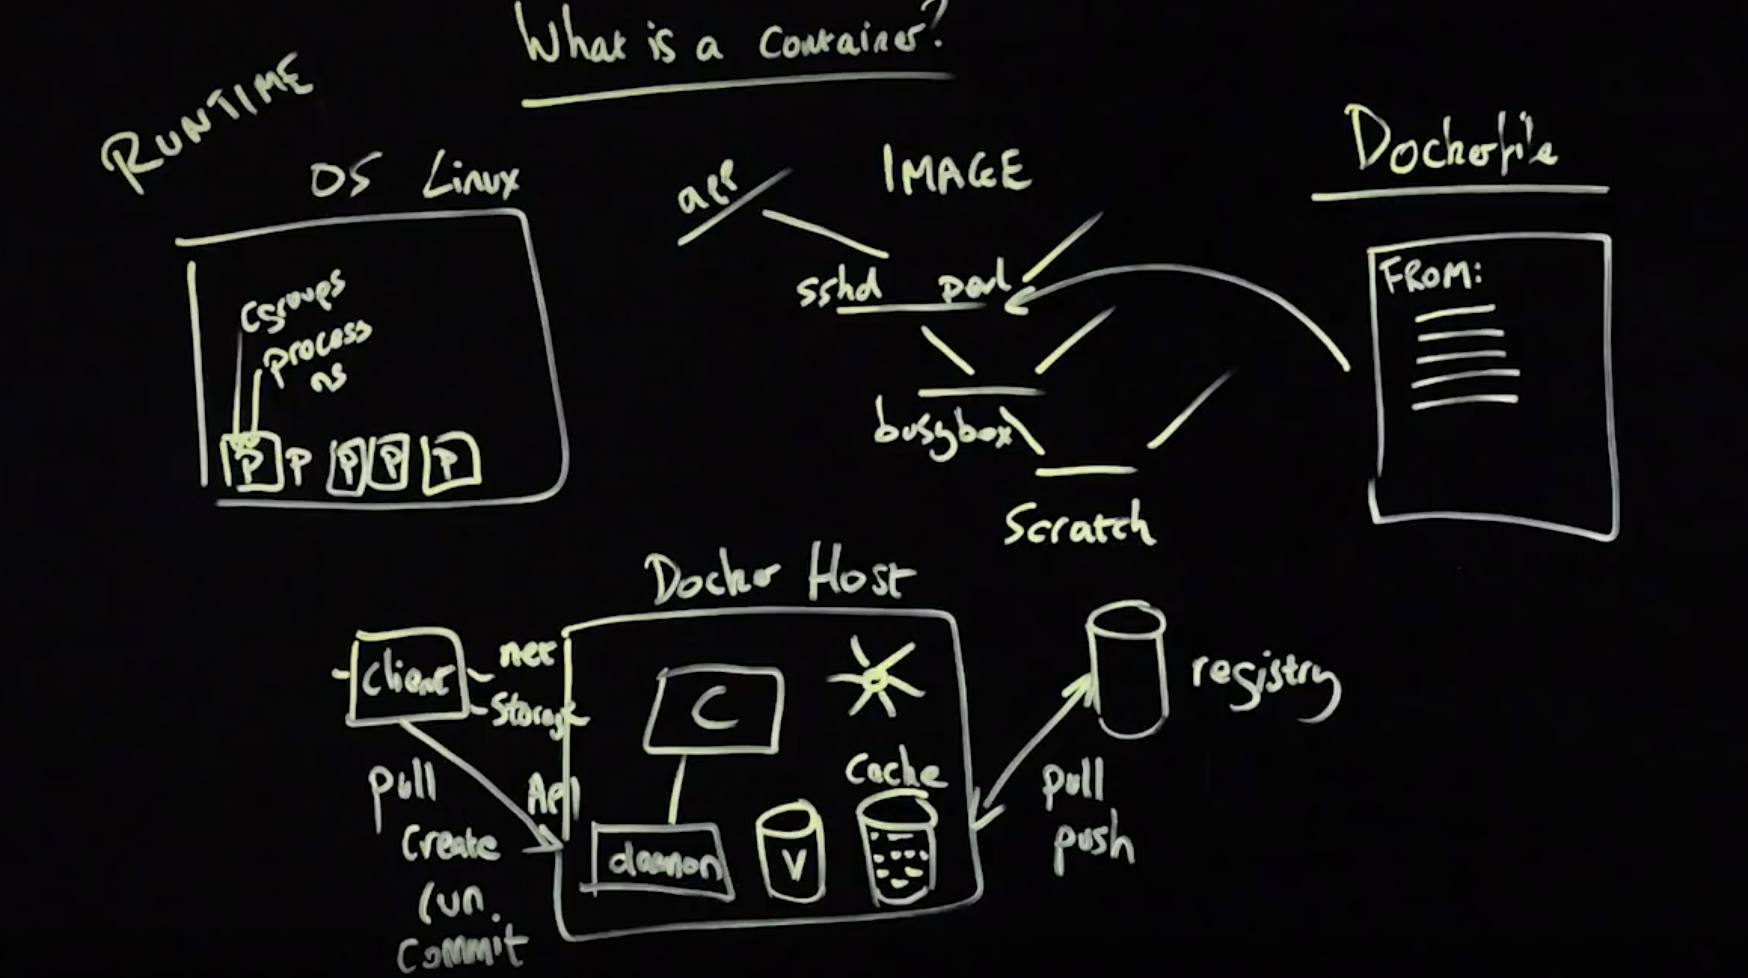 What is a container?
RUNTIME
OS Linux
cgroups
process
ns
P P P P P
IMAGE
app
sshd perl
busybox
Scratch
Dockerfile
FROM:
Docker Host
client
net
Storage
API
pull
create
run
commit
C
daemon
V
Cache
registry
pull
push